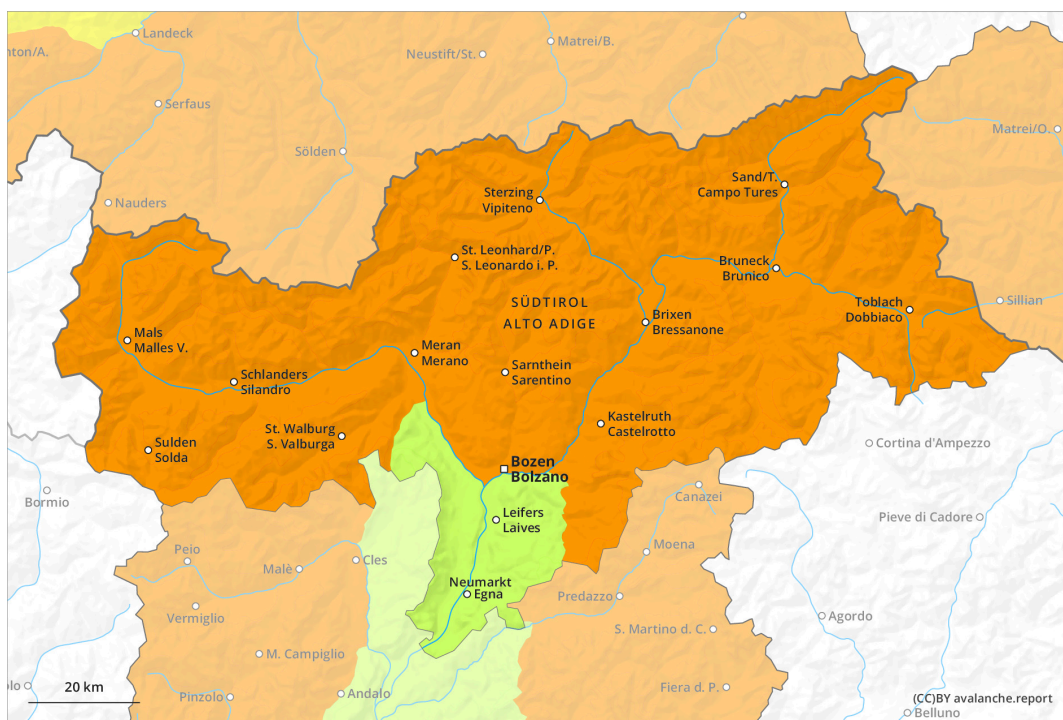 Landeck
nton/A.
Neustift/St.
Matrei/B.
Serfaus
Matrei/O.
Sölden
Sand/T.
Campo Tures
Sterzing
Vipiteno
Nauders
St. Leonhard/P.
S. Leonardo i. P.
Bruneck
Brunico
SÜDTIROL
ALTO ADIGE
Toblach
Dobbiaco
Sillian
Brixen
Bressanone
Mals
Malles V.
Meran
Merano
Sarnthein
Sarentino
Schlanders
Silandro
Kastelruth
Castelrotto
St. Walburg
S. Valburga
Sulden
Solda
Cortina d'Ampezzo
Bozen
Bolzano
Bormio
Canazei
Leifers
Laives
Pieve di Cadore
Peio
Moena
Cles
Malè
Neumarkt
Egna
Predazzo
Vermiglio
Agordo
S. Martino d. C.
M. Campiglio
olo
20 km
Pinzolo
Andalo
Fiera d. P.
(CC)BY avalanche.report
Belluno